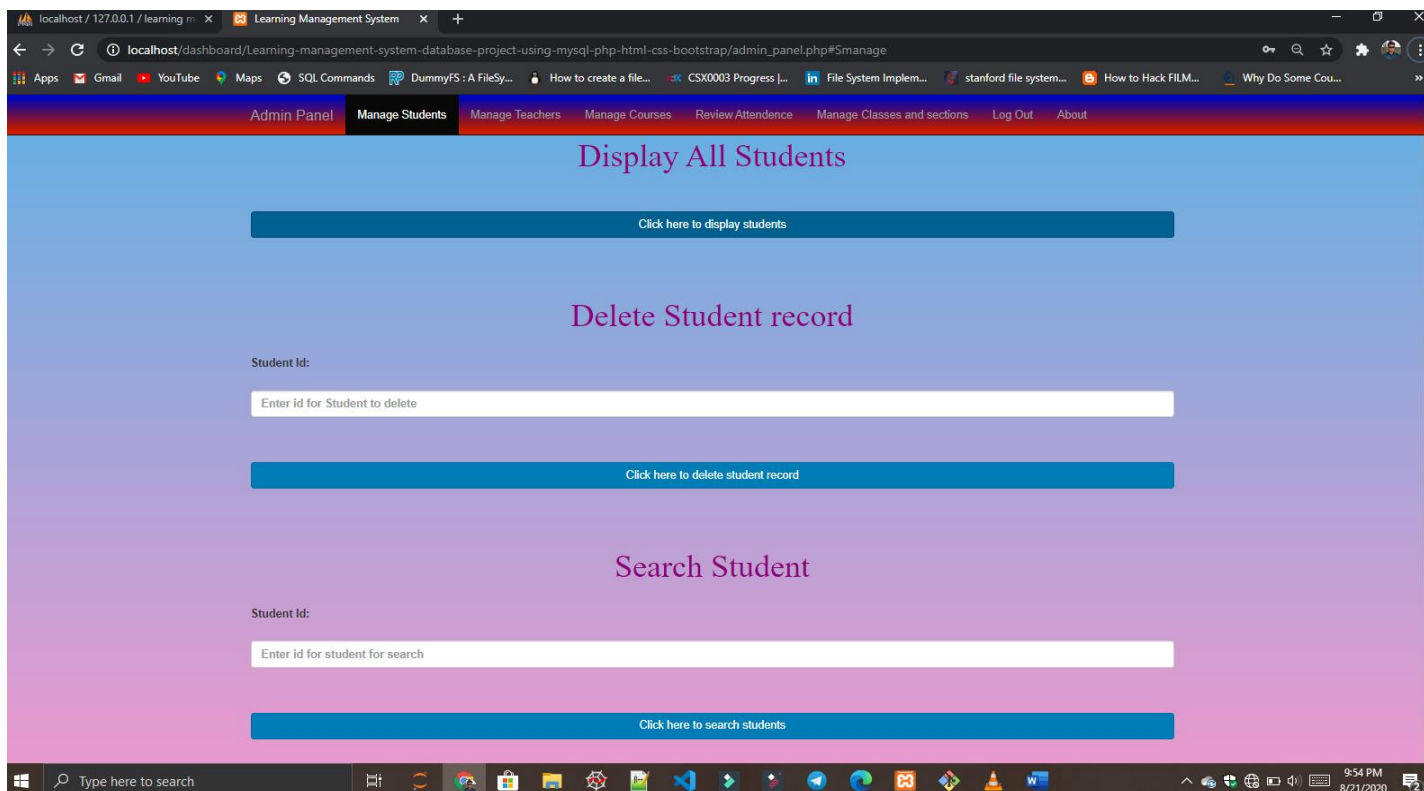 localhost / 127.0.0.1 / learning m
Learning Management System
localhost/dashboard/Learning-management-system-database-project-using-mysql-php-html-css-bootstrap/admin_panel.php#Smanage
Apps Gmail YouTube Maps SQL Commands DummyFS : A FileSy... How to create a file... CSX0003 Progress |... File System Implem... stanford file system... How to Hack FILM... Why Do Some Cou... »
Admin Panel Manage Students Manage Teachers Manage Courses Review Attendence Manage Classes and sections Log Out About
Display All Students
Click here to display students
Delete Student record
Student Id:
Enter id for Student to delete
Click here to delete student record
Search Student
Student Id:
Enter id for student for search
Click here to search students
Type here to search
9:54 PM
8/21/2020